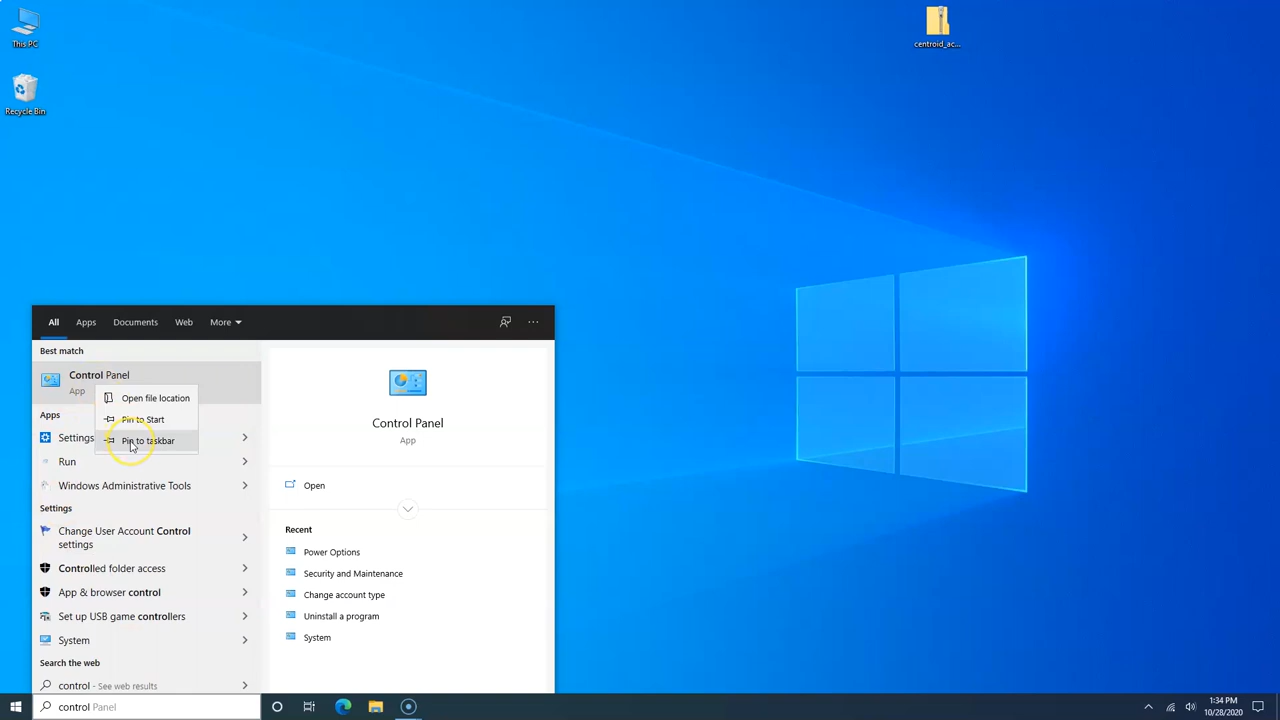 This PC
Recycle Bin
centroid_ac...
All
Apps
Documents
Web
More
Best match
Control Panel
App
Open file location
Pin to Start
Pin to taskbar
Apps
Settings
Run
Windows Administrative Tools
Settings
Change User Account Control
settings
Controlled folder access
App & browser control
Set up USB game controllers
System
Search the web
control - See web results
Control Panel
App
Open
Recent
Power Options
Security and Maintenance
Change account type
Uninstall a program
System
control Panel
1:34 PM
10/28/2020